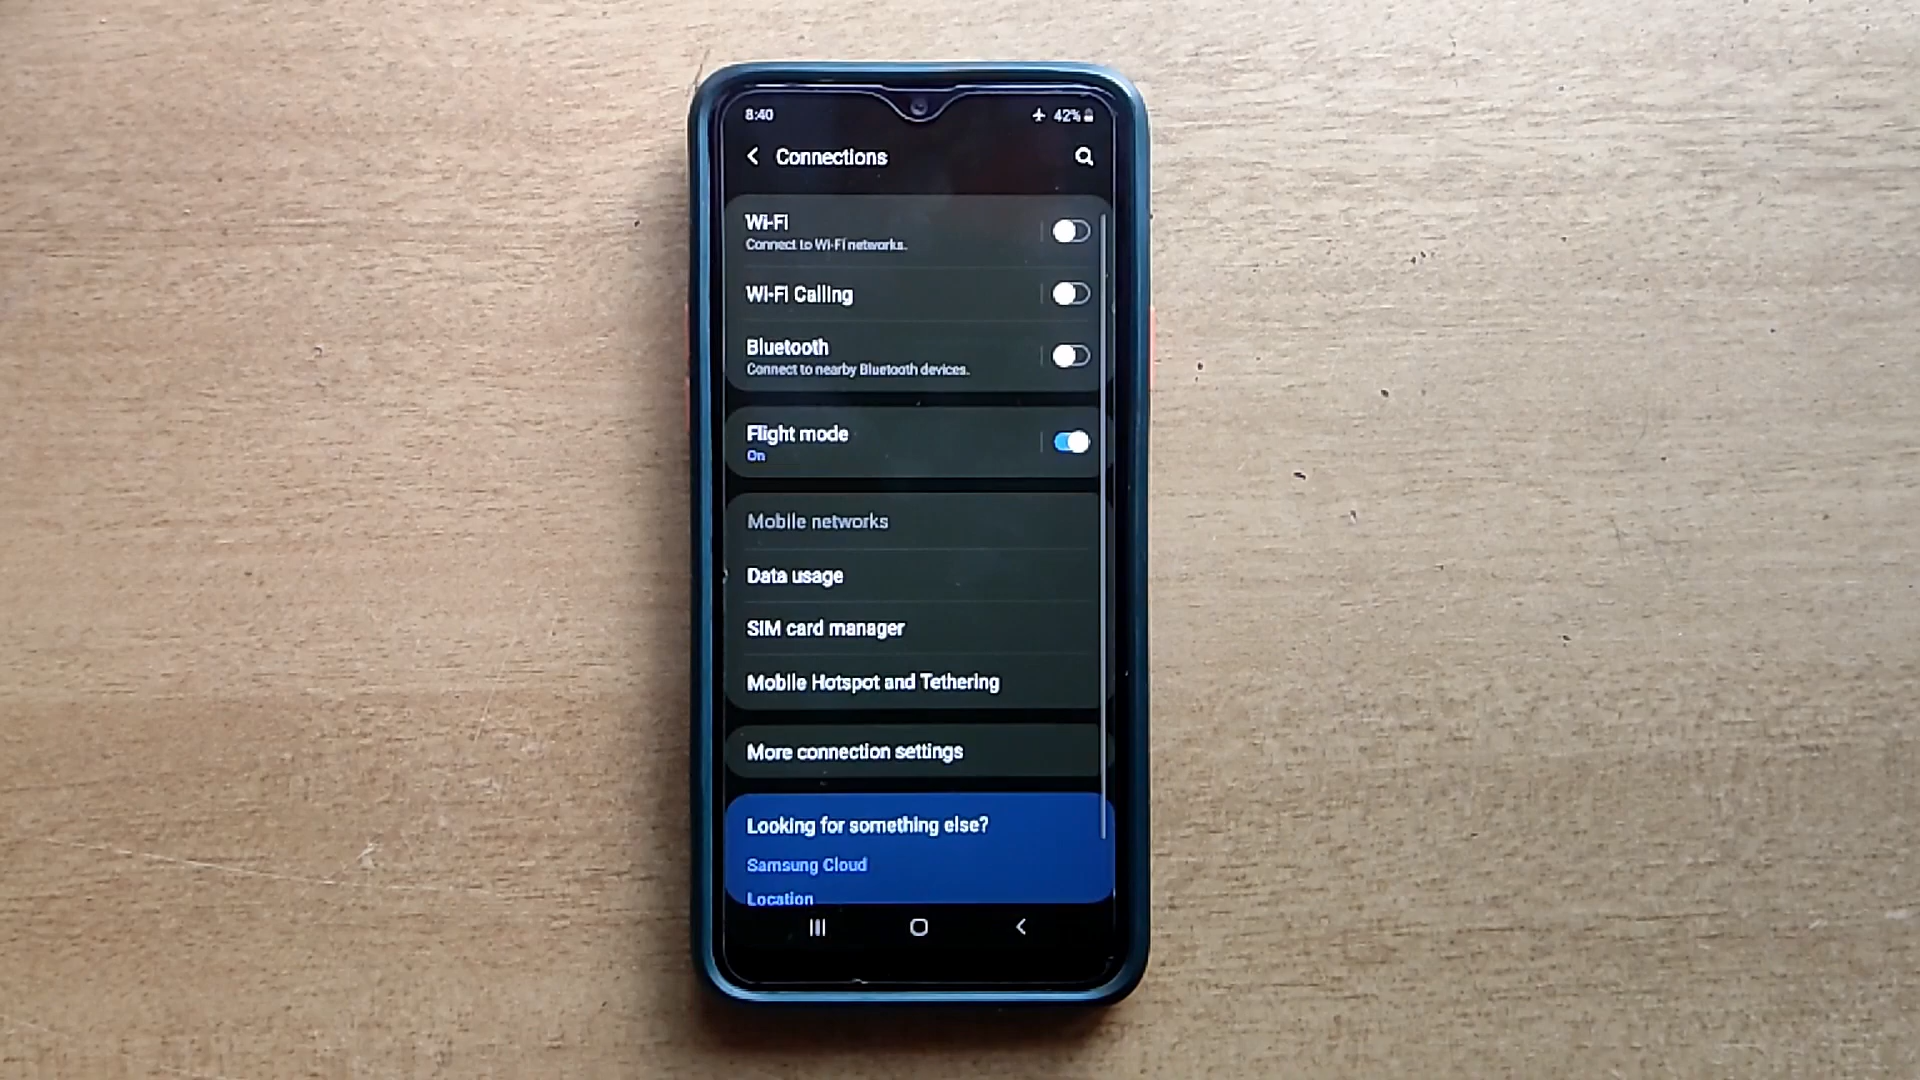 8:40
42%
Connections
Wi-Fi
Connect to Wi-Fi networks.
Wi-Fi Calling
Bluetooth
Connect to nearby Bluetooth devices.
Flight mode
On
Mobile networks
Data usage
SIM card manager
Mobile Hotspot and Tethering
More connection settings
Looking for something else?
Samsung Cloud
Location